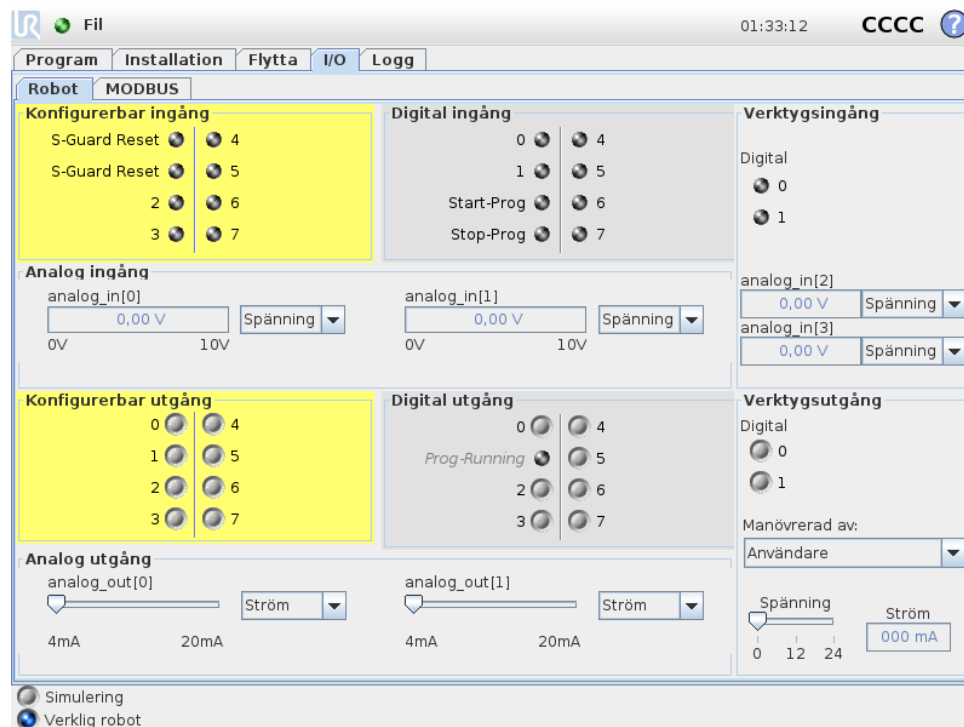 UR Fil 01:33:12 CCCC ?
Program Installation Flytta I/O Logg
Robot MODBUS
Konfigurerbar ingång
S-Guard Reset 4
S-Guard Reset 5
2 6
3 7
Digital ingång
0 4
1 5
Start-Prog 6
Stop-Prog 7
Verktygsingång
Digital
0
1
Analog ingång
analog_in[0]
0,00 V Spänning
0V 10V
analog_in[1]
0,00 V Spänning
0V 10V
analog_in[2]
0,00 V Spänning
analog_in[3]
0,00 V Spänning
Konfigurerbar utgång
0 4
1 5
2 6
3 7
Digital utgång
0 4
Prog-Running 5
2 6
3 7
Verktygsutgång
Digital
0
1
Manövrerad av:
Användare
Analog utgång
analog_out[0]
Ström
4mA 20mA
analog_out[1]
Ström
4mA 20mA
Spänning
0 12 24
Ström
000 mA
Simulering
Verklig robot